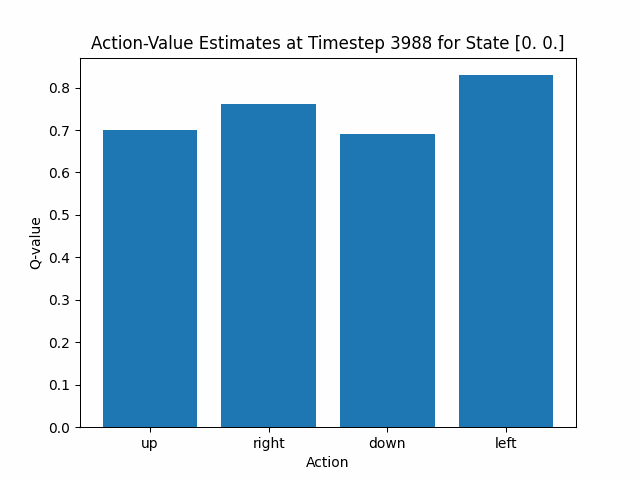 Action-Value Estimates at Timestep 3988 for State [0. 0.]
0.8
0.7
0.6
0.5
0.4
0.3
0.2
0.1
0.0
Q-value
up right down left
Action